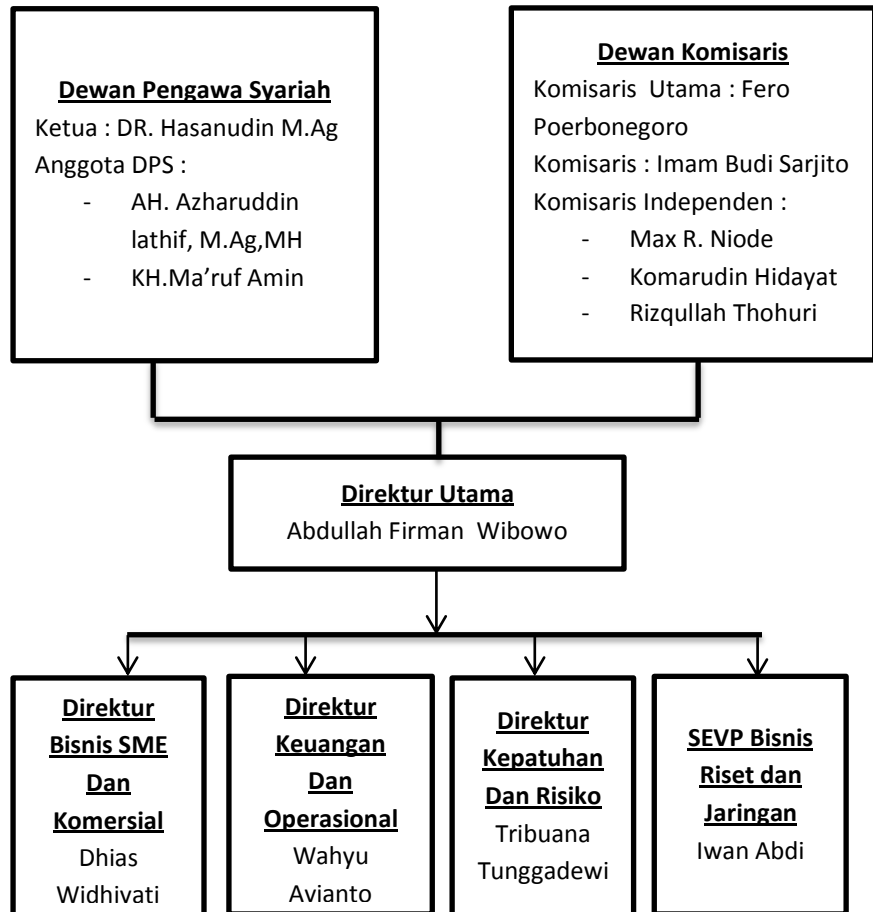 Dewan Pengawa Syariah
Ketua : DR. Hasanudin M.Ag
Anggota DPS :
- AH. Azharuddin
lathif, M.Ag,MH
- KH.Ma’ruf Amin
Dewan Komisaris
Komisaris Utama : Fero
Poerbonegoro
Komisaris : Imam Budi Sarjito
Komisaris Independen :
- Max R. Niode
- Komarudin Hidayat
- Rizqullah Thohuri
Direktur Utama
Abdullah Firman Wibowo
Direktur
Bisnis SME
Dan
Komersial
Dhias
Widhivati
Direktur
Keuangan
Dan
Operasional
Wahyu
Avianto
Direktur
Kepatuhan
Dan Risiko
Tribuana
Tunggadewi
SEVP Bisnis
Riset dan
Jaringan
Iwan Abdi